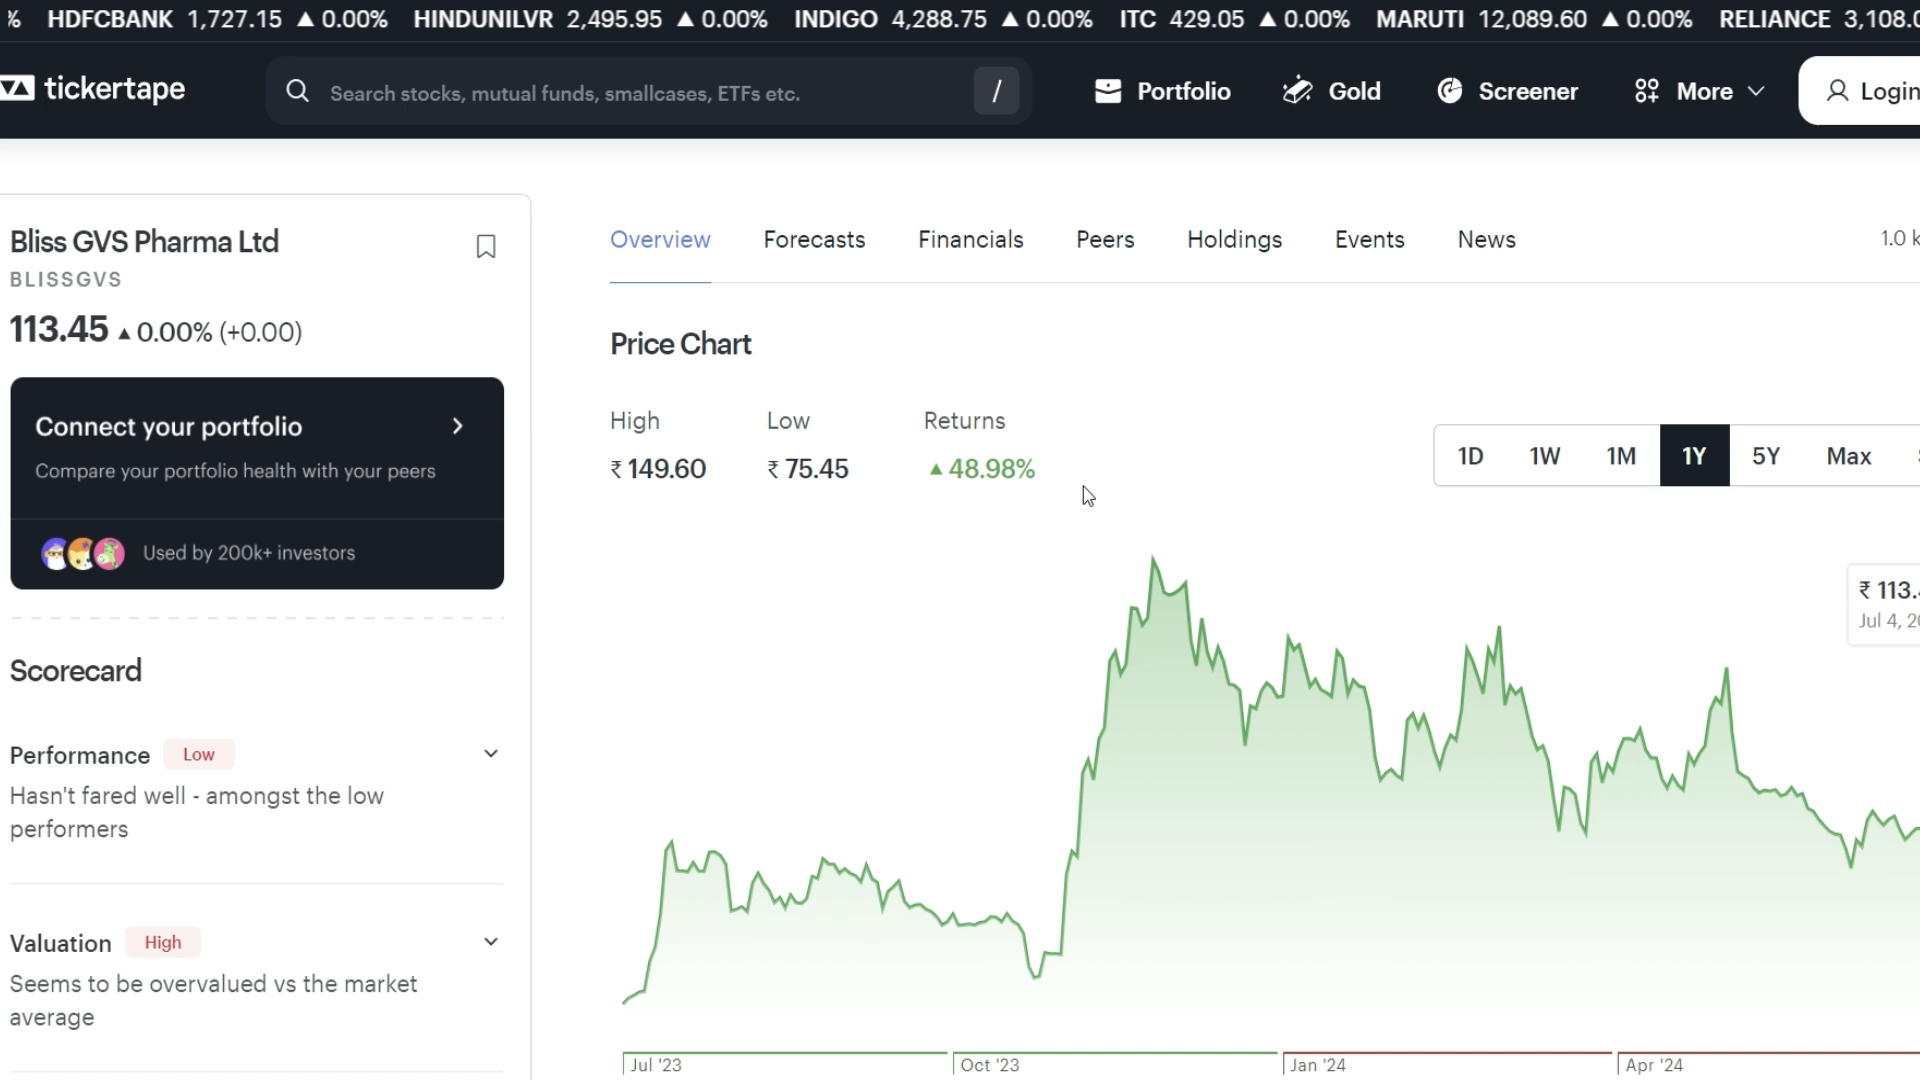 % HDFCBANK 1,727.15 ▲ 0.00% HINDUNILVR 2,495.95 ▲ 0.00% INDIGO 4,288.75 ▲ 0.00% ITC 429.05 ▲ 0.00% MARUTI 12,089.60 ▲ 0.00% RELIANCE 3,108.0
tickertape
Search stocks, mutual funds, smallcases, ETFs etc. /
Portfolio Gold Screener More Login
Bliss GVS Pharma Ltd
BLISSGVS
113.45 ▲ 0.00% (+0.00)
Connect your portfolio
Compare your portfolio health with your peers
Used by 200k+ investors
Scorecard
Performance Low
Hasn't fared well - amongst the low
performers
Valuation High
Seems to be overvalued vs the market
average
Overview Forecasts Financials Peers Holdings Events News 1.0 k
Price Chart
High Low Returns
₹ 149.60 ₹ 75.45 ▲ 48.98%
1D 1W 1M 1Y 5Y Max
₹ 113.
Jul 4, 20
Jul '23 Oct '23 Jan '24 Apr '24